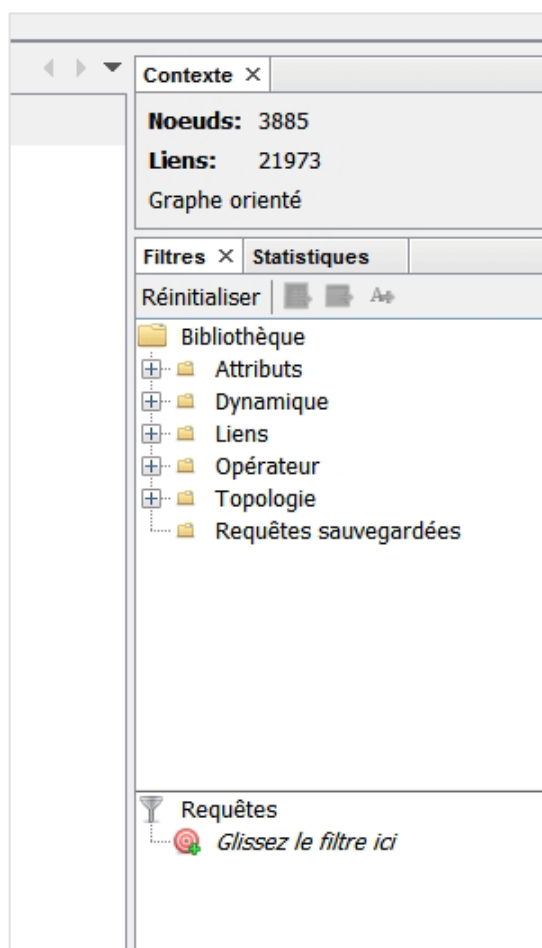 Contexte
Noeuds: 3885
Liens: 21973
Graphe orienté
Filtres Statistiques
Réinitialiser
Bibliothèque
Attributs
Dynamique
Liens
Opérateur
Topologie
Requêtes sauvegardées
Requêtes
Glissez le filtre ici